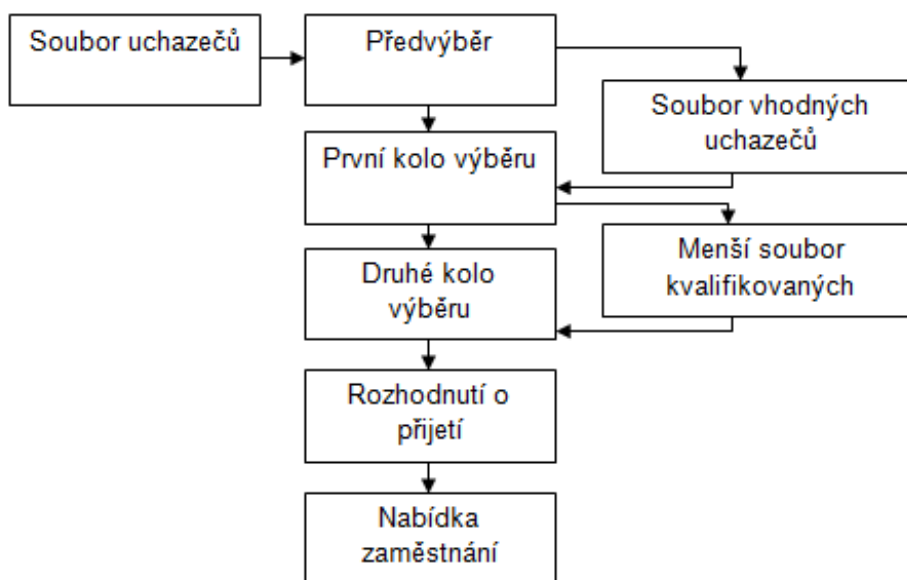 Soubor uchazečů
Předvýběr
Soubor vhodných
uchazečů
První kolo výběru
Menší soubor
kvalifikovaných
Druhé kolo
výběru
Rozhodnutí o
přijetí
Nabídka
zaměstnání